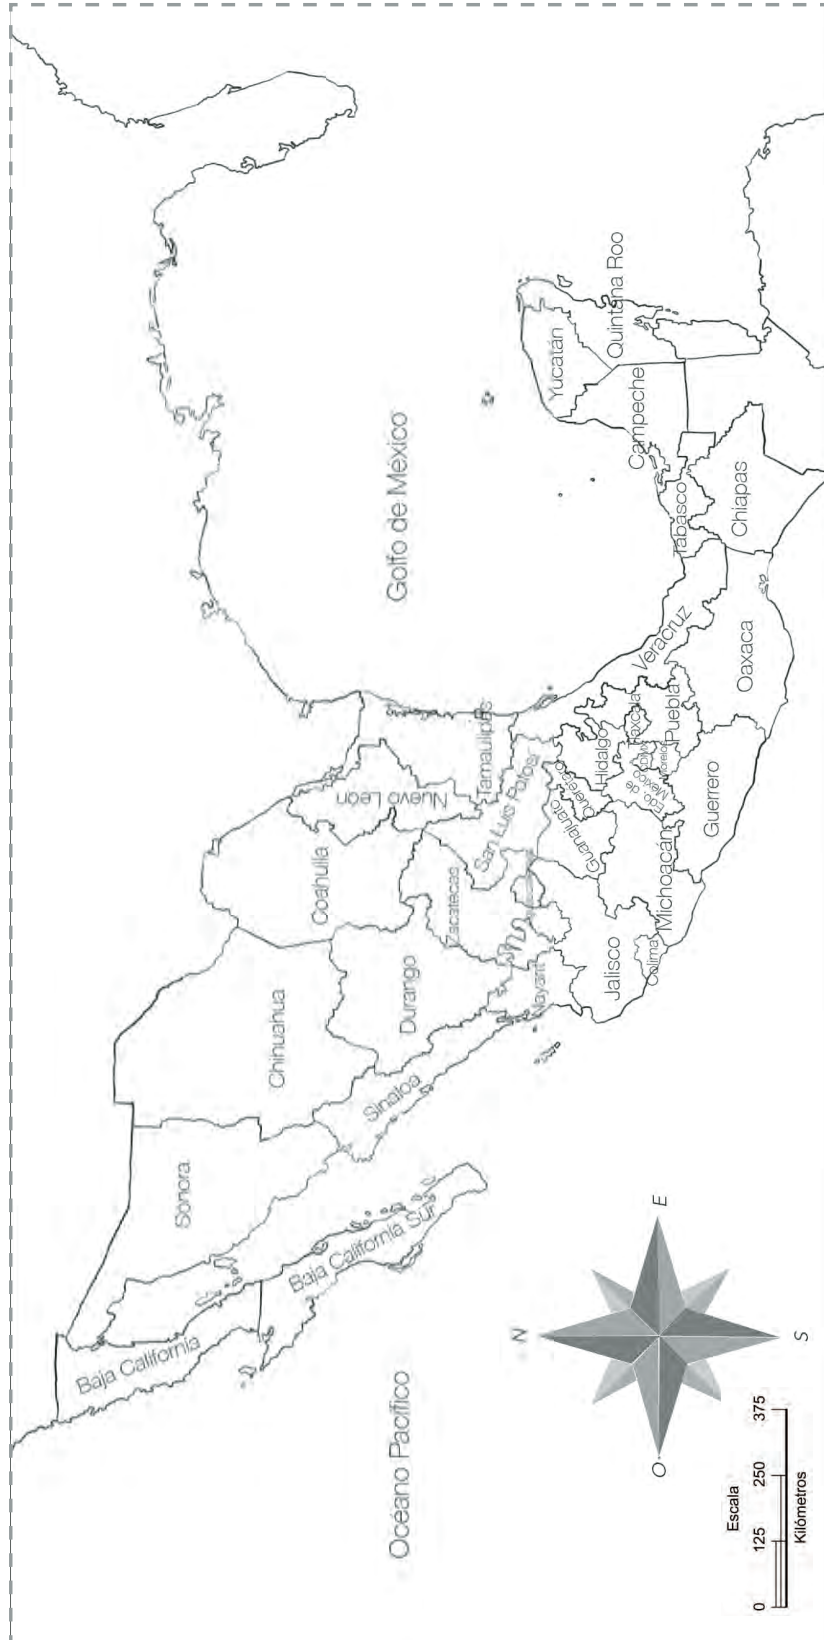 Golfo de México
Océano Pacífico
Baja California
Baja California Sur
Sonora
Chihuahua
Coahuila
Nuevo León
Tamaulipas
Sinaloa
Durango
Zacatecas
San Luis Potosí
Nayarit
Jalisco
Colima
Michoacán
Guanajuato
Querétaro
Hidalgo
Edo. de
México
CDMX
Morelos
Tlaxcala
Puebla
Veracruz
Guerrero
Oaxaca
Tabasco
Chiapas
Campeche
Yucatán
Quintana Roo
N
E
S
O
Escala
0 125 250 375
Kilómetros